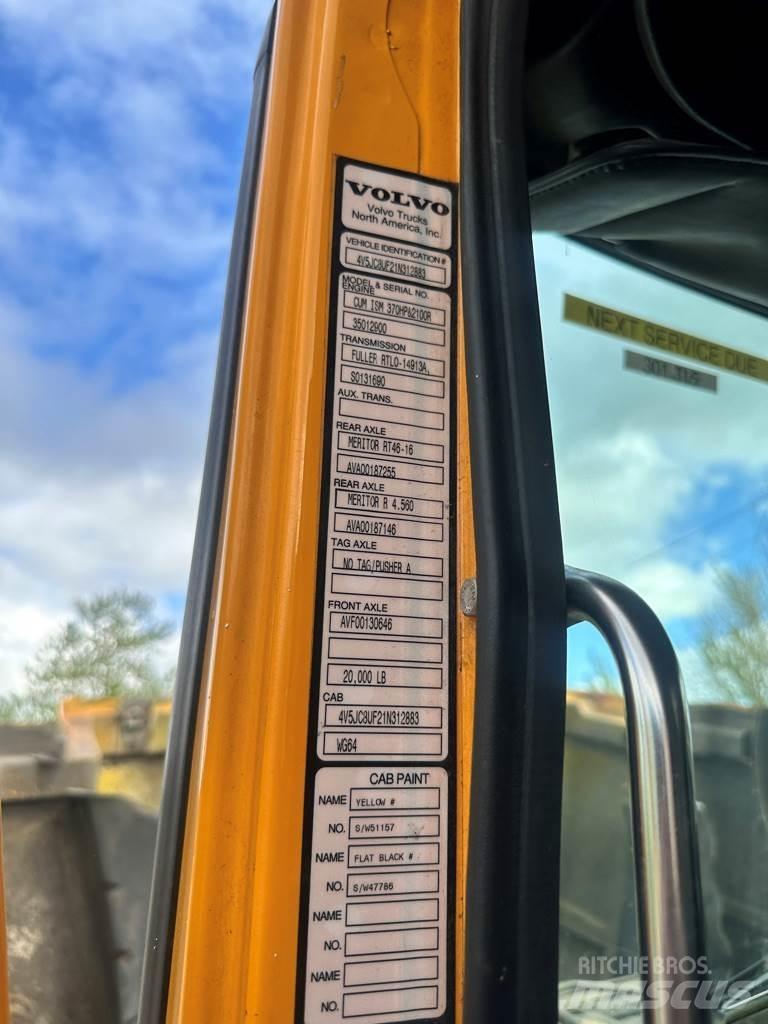 VOLVO
Volvo Trucks
North America, Inc.
VEHICLE IDENTIFICATION #
4V5JC8UF21N312883
MODEL & SERIAL NO.
ENGINE
CUM ISM 370HP&2100R
35012900
TRANSMISSION
FULLER RTLO-14913A,
S0131690
AUX. TRANS.
REAR AXLE
MERITOR RT46-16
AVA00187255
REAR AXLE
MERITOR R 4.560
AVA00187146
TAG AXLE
NO TAG/PUSHER A
FRONT AXLE
AVF00130646
20,000 LB
CAB
4V5JC8UF21N312883
WG64
CAB PAINT
NAME YELLOW #
NO. S/W51157
NAME FLAT BLACK #
NO. S/W47786
NAME
NO.
NAME
NO.
NEXT SERVICE DUE
RITCHIE BROS.
mascus